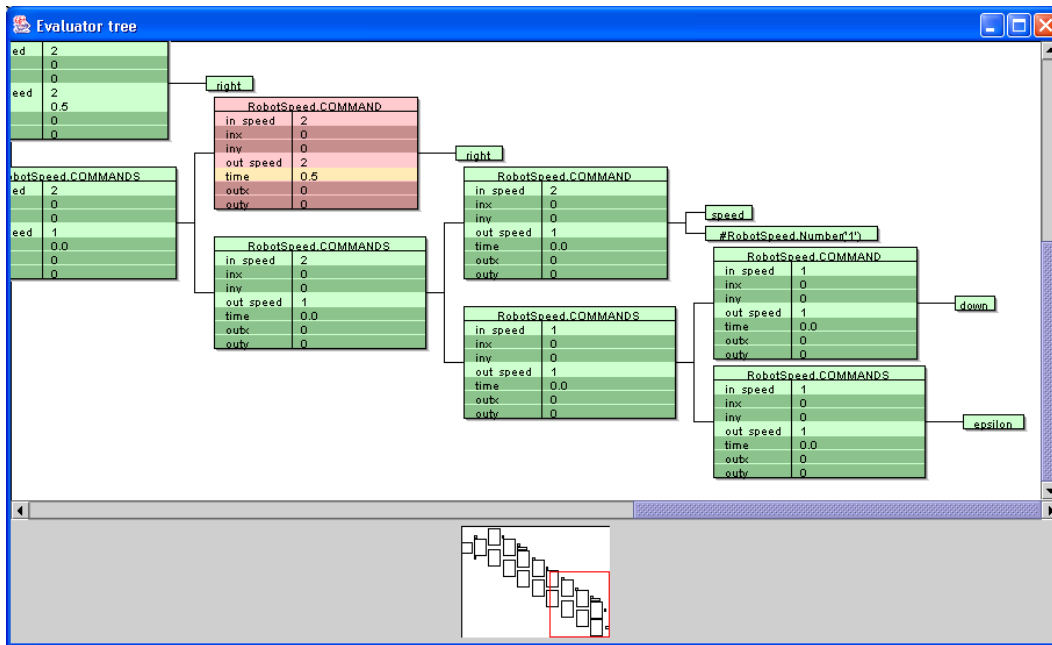 Evaluator tree
eed 2
0
0
eed 2
0.5
0
0
right
RobotSpeed.COMMAND
in speed 2
inx 0
iny 0
out speed 2
time 0.5
outx 0
outy 0
right
obotSpeed.COMMANDS
eed 2
0
0
peed 1
0.0
0
0
RobotSpeed.COMMAND
in speed 2
inx 0
iny 0
out speed 1
time 0.0
outx 0
outy 0
speed
#RobotSpeed.Number('1')
RobotSpeed.COMMANDS
in speed 2
inx 0
iny 0
out speed 1
time 0.0
outx 0
outy 0
RobotSpeed.COMMAND
in speed 1
inx 0
iny 0
out speed 1
time 0.0
outx 0
outy 0
down
RobotSpeed.COMMANDS
in speed 1
inx 0
iny 0
out speed 1
time 0.0
outx 0
outy 0
RobotSpeed.COMMANDS
in speed 1
inx 0
iny 0
out speed 1
time 0.0
outx 0
outy 0
epsilon